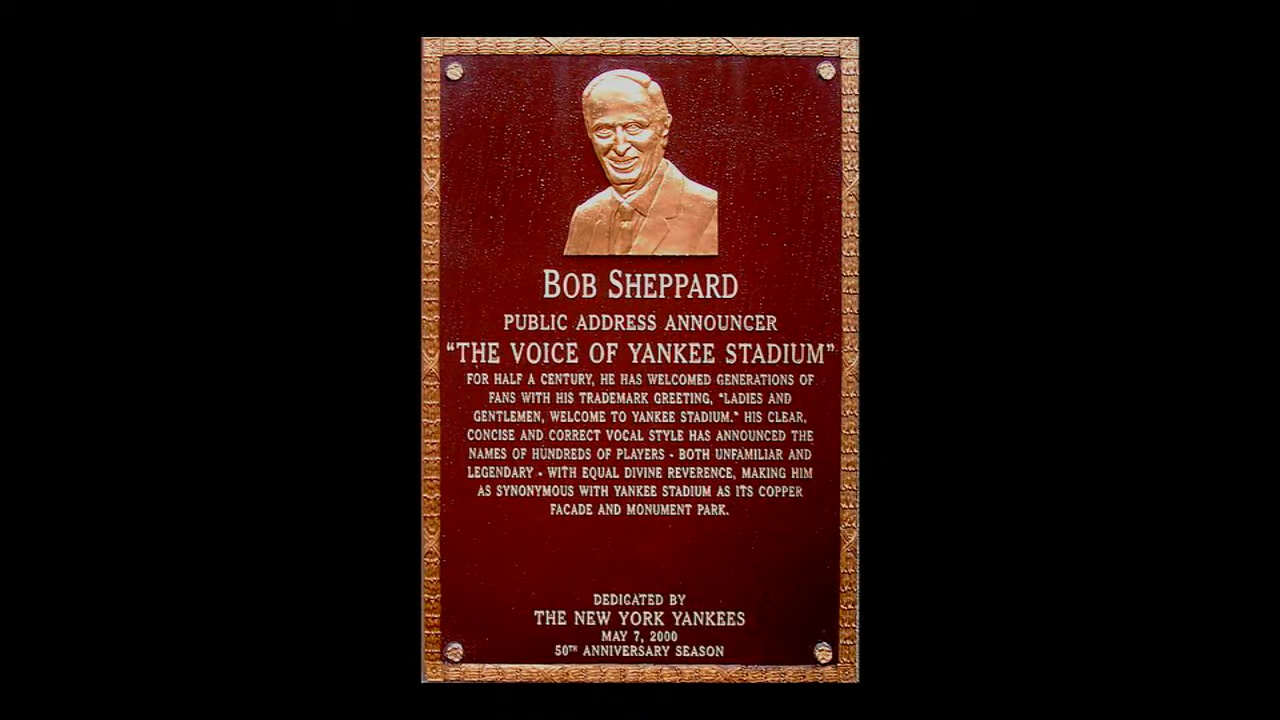 BOB SHEPPARD
PUBLIC ADDRESS ANNOUNCER
"THE VOICE OF YANKEE STADIUM"
FOR HALF A CENTURY, HE HAS WELCOMED GENERATIONS OF
FANS WITH HIS TRADEMARK GREETING, "LADIES AND
GENTLEMEN, WELCOME TO YANKEE STADIUM." HIS CLEAR,
CONCISE AND CORRECT VOCAL STYLE HAS ANNOUNCED THE
NAMES OF HUNDREDS OF PLAYERS - BOTH UNFAMILIAR AND
LEGENDARY - WITH EQUAL DIVINE REVERENCE, MAKING HIM
AS SYNONYMOUS WITH YANKEE STADIUM AS ITS COPPER
FACADE AND MONUMENT PARK.
DEDICATED BY
THE NEW YORK YANKEES
MAY 7, 2000
50TH ANNIVERSARY SEASON